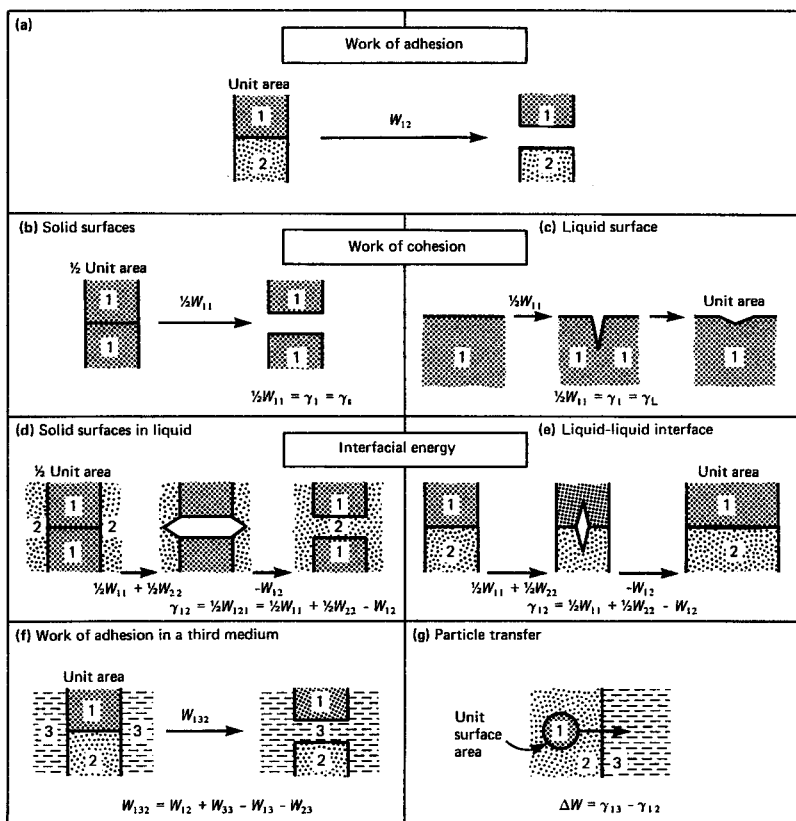 (a)
Work of adhesion
Unit area
1
W₁₂
1
2
2
(b) Solid surfaces
(c) Liquid surface
Work of cohesion
½ Unit area
½W₁₁
½W₁₁
Unit area
1
1
1
1
1
1 1
1
½W₁₁ = γ₁ = γₛ
½W₁₁ = γ₁ = γL
(d) Solid surfaces in liquid
(e) Liquid-liquid interface
Interfacial energy
½ Unit area
Unit area
1
1
1
1
2 2
2
1
1
2
2
½W₁₁ + ½W₂₂
-W₁₂
½W₁₁ + ½W₂₂
-W₁₂
γ₁₂ = ½W₁₂₁ = ½W₁₁ + ½W₂₂ - W₁₂
γ₁₂ = ½W₁₁ + ½W₂₂ - W₁₂
(f) Work of adhesion in a third medium
(g) Particle transfer
Unit area
1
W₁₃₂
1
3 3
3
2
2
Unit
surface
area
1
2 3
W₁₃₂ = W₁₂ + W₃₃ - W₁₃ - W₂₃
ΔW = γ₁₃ - γ₁₂